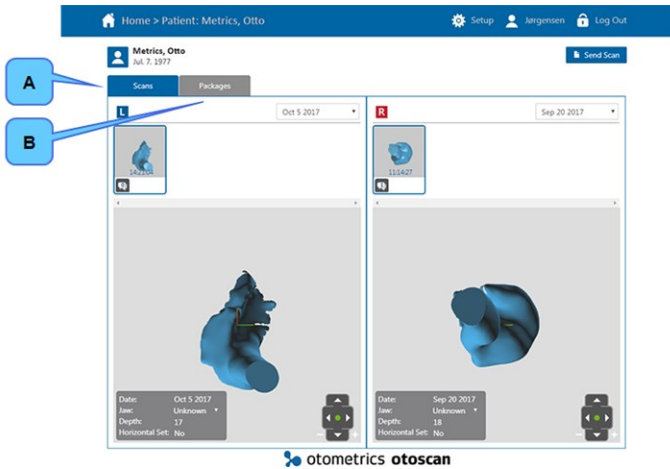 Home > Patient: Metrics, Otto
Setup Jørgensen Log Out
Metrics, Otto
Jul. 7. 1977
Send Scan
A
Scans Packages
B
L Oct 5 2017
R Sep 20 2017
14:21:04
11:14:27
Date: Oct 5 2017
Jaw: Unknown
Depth: 17
Horizontal Set: No
Date: Sep 20 2017
Jaw: Unknown
Depth: 18
Horizontal Set: No
otometrics otoscan